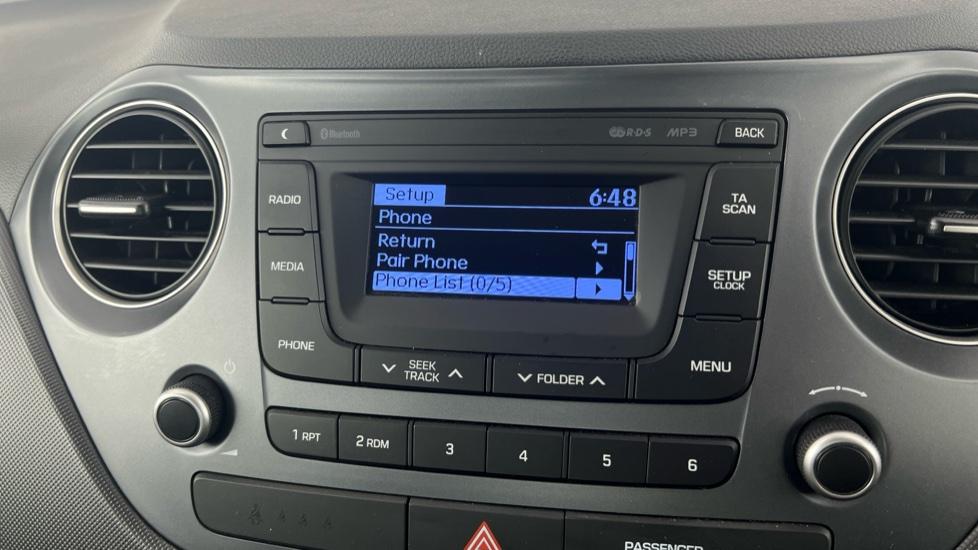 Bluetooth
R·D·S MP3
BACK
RADIO
MEDIA
PHONE
Setup 6:48
Phone
Return
Pair Phone
Phone List (0/5)
TA
SCAN
SETUP
CLOCK
MENU
SEEK
TRACK
FOLDER
1 RPT
2 RDM
3
4
5
6
PASSENGER